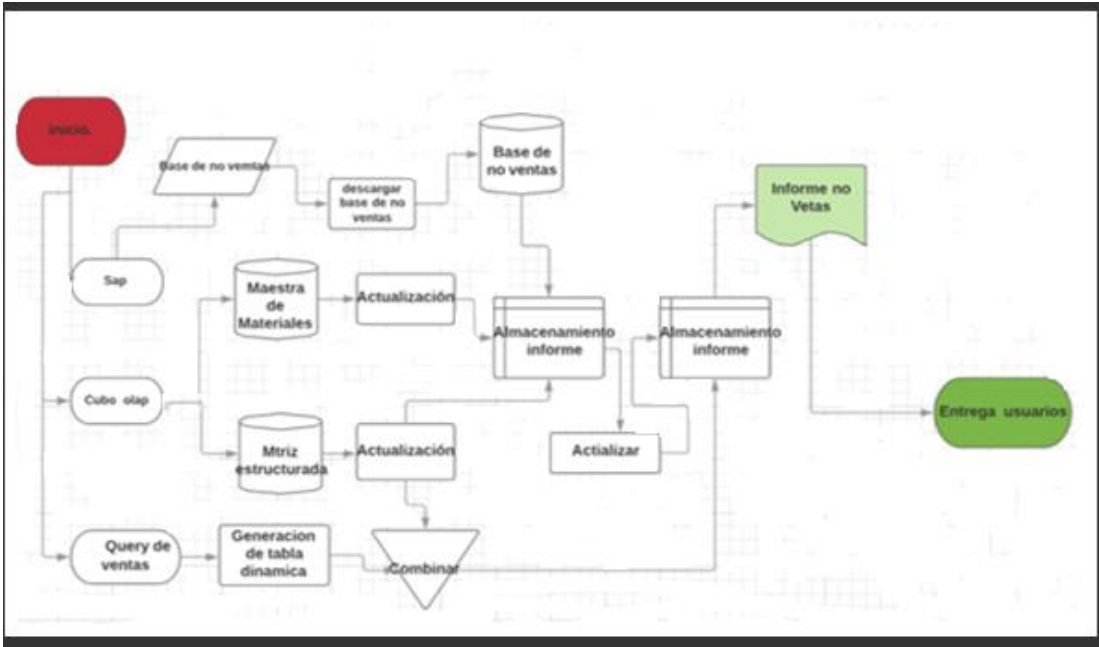 inicio.
Base de no vemtas
descargar
base de no
ventas
Base de
no ventas
Informe no
Vetas
Sap
Maestra
de
Materiales
Actualización
Almacenamiento
informe
Almacenamiento
informe
Cubo olap
Mtriz
estructurada
Actualización
Actializar
Entrega usuarios
Query de
ventas
Generacion
de tabla
dinamica
Combinar